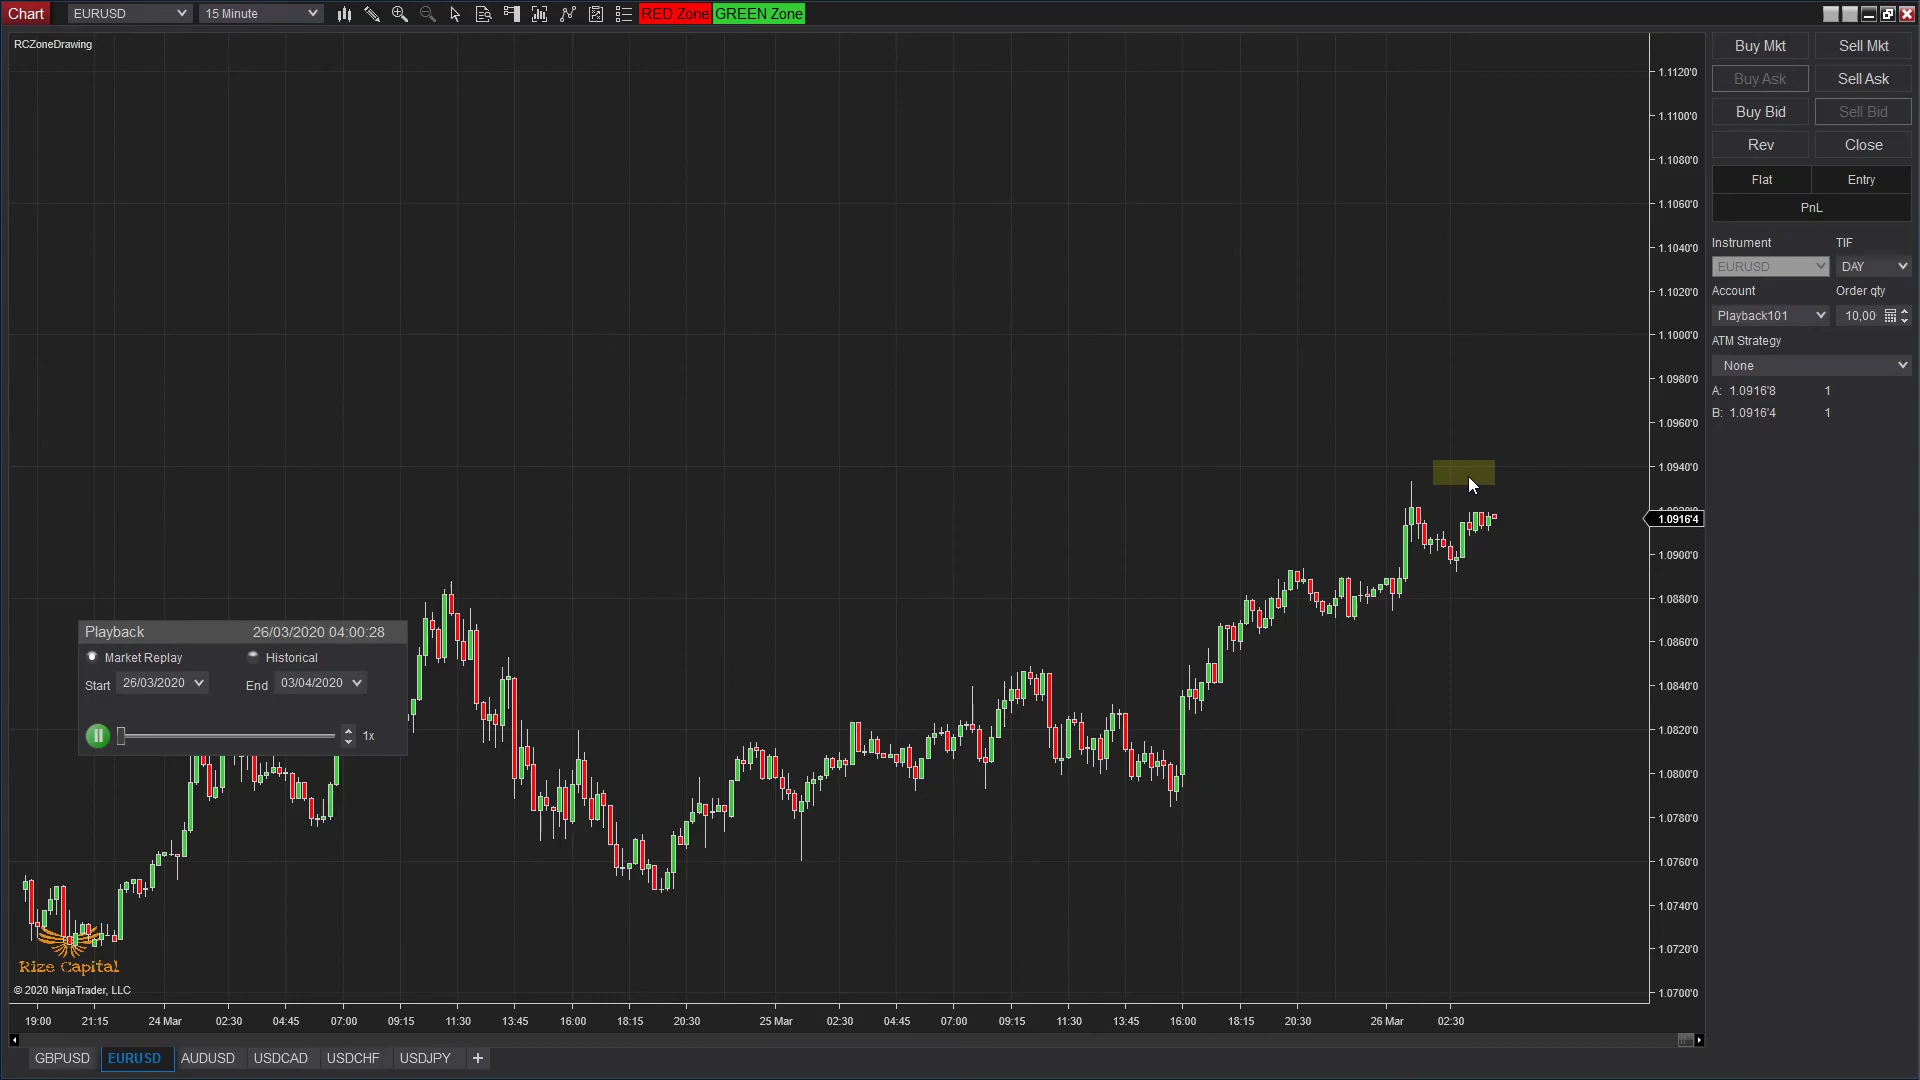 Chart EURUSD 15 Minute RED Zone GREEN Zone
RCZoneDrawing
Buy Mkt Sell Mkt
Buy Ask Sell Ask
Buy Bid Sell Bid
Rev Close
Flat Entry
PnL
Instrument TIF
EURUSD DAY
Account Order qty
Playback101 10,00
ATM Strategy
None
A: 1.0916'8 1
B: 1.0916'4 1
1.1120'0
1.1100'0
1.1080'0
1.1060'0
1.1040'0
1.1020'0
1.1000'0
1.0980'0
1.0960'0
1.0940'0
1.0916'4
1.0900'0
1.0880'0
1.0860'0
1.0840'0
1.0820'0
1.0800'0
1.0780'0
1.0760'0
1.0740'0
1.0720'0
1.0700'0
Playback 26/03/2020 04:00:28
Market Replay Historical
Start 26/03/2020 End 03/04/2020
1x
Rize Capital
© 2020 NinjaTrader, LLC
19:00 21:15 24 Mar 02:30 04:45 07:00 09:15 11:30 13:45 16:00 18:15 20:30 25 Mar 02:30 04:45 07:00 09:15 11:30 13:45 16:00 18:15 20:30 26 Mar 02:30
GBPUSD EURUSD AUDUSD USDCAD USDCHF USDJPY +